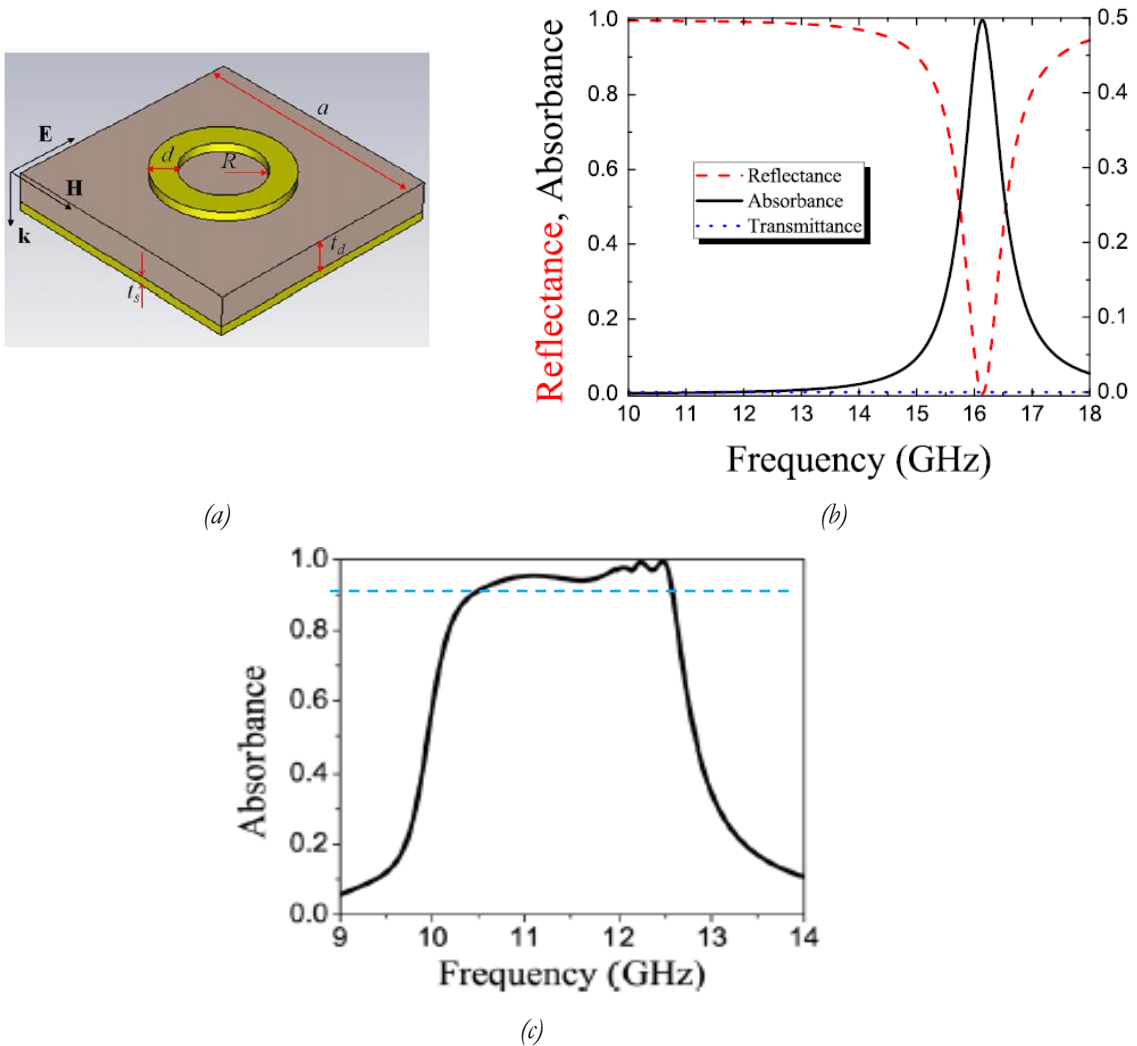 a
E
d
R
H
k
t_d
t_s
(a)
Reflectance, Absorbance
1.0
0.8
0.6
0.4
0.2
0.0
0.5
0.4
0.3
0.2
0.1
0.0
Reflectance
Absorbance
Transmittance
10 11 12 13 14 15 16 17 18
Frequency (GHz)
(b)
Absorbance
1.0
0.8
0.6
0.4
0.2
0.0
9 10 11 12 13 14
Frequency (GHz)
(c)